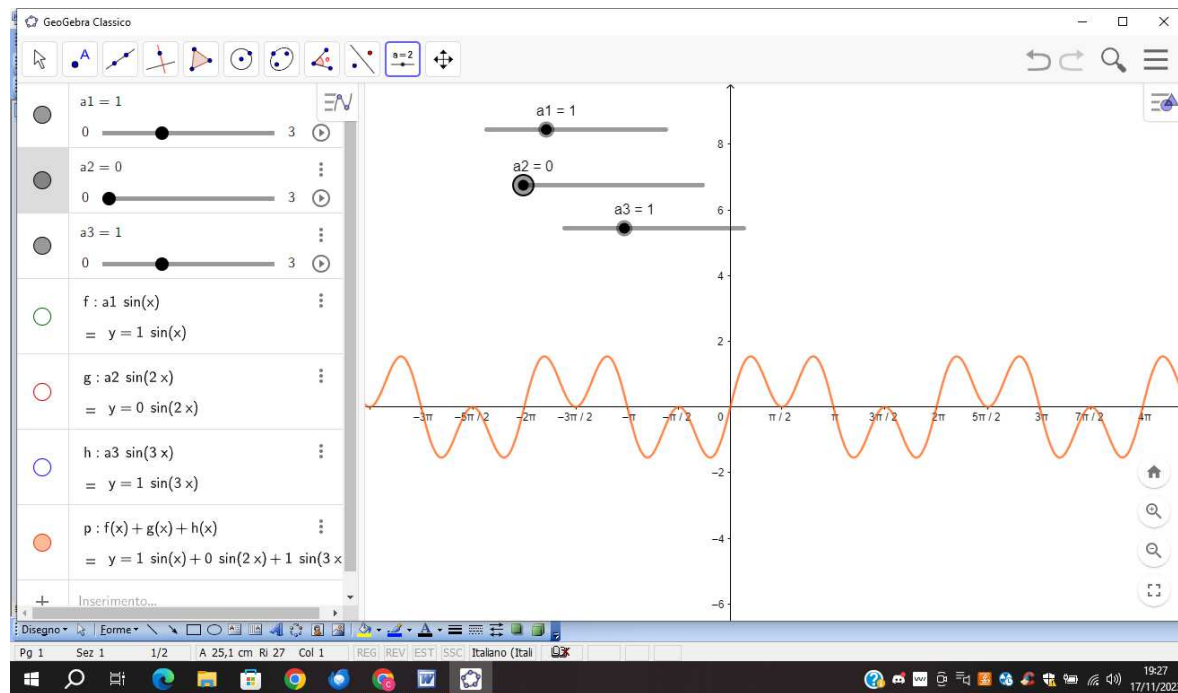 GeoGebra Classico
A
a=2
a1 = 1
0
3
a2 = 0
0
3
a3 = 1
0
3
f : a1 sin(x)
= y = 1 sin(x)
g : a2 sin(2 x)
= y = 0 sin(2 x)
h : a3 sin(3 x)
= y = 1 sin(3 x)
p : f(x) + g(x) + h(x)
= y = 1 sin(x) + 0 sin(2 x) + 1 sin(3 x
Inserimento...
a1 = 1
a2 = 0
a3 = 1
8
6
4
2
−3π
−5π / 2
−2π
−3π / 2
−π
−π / 2
0
π / 2
π
3π / 2
2π
5π / 2
3π
7π / 2
4π
−2
−4
−6
Disegno
Forme
Pg 1 Sez 1 1/2 A 25,1 cm Ri 27 Col 1 REG REV EST SSC Italiano (Itali
19:27
17/11/202